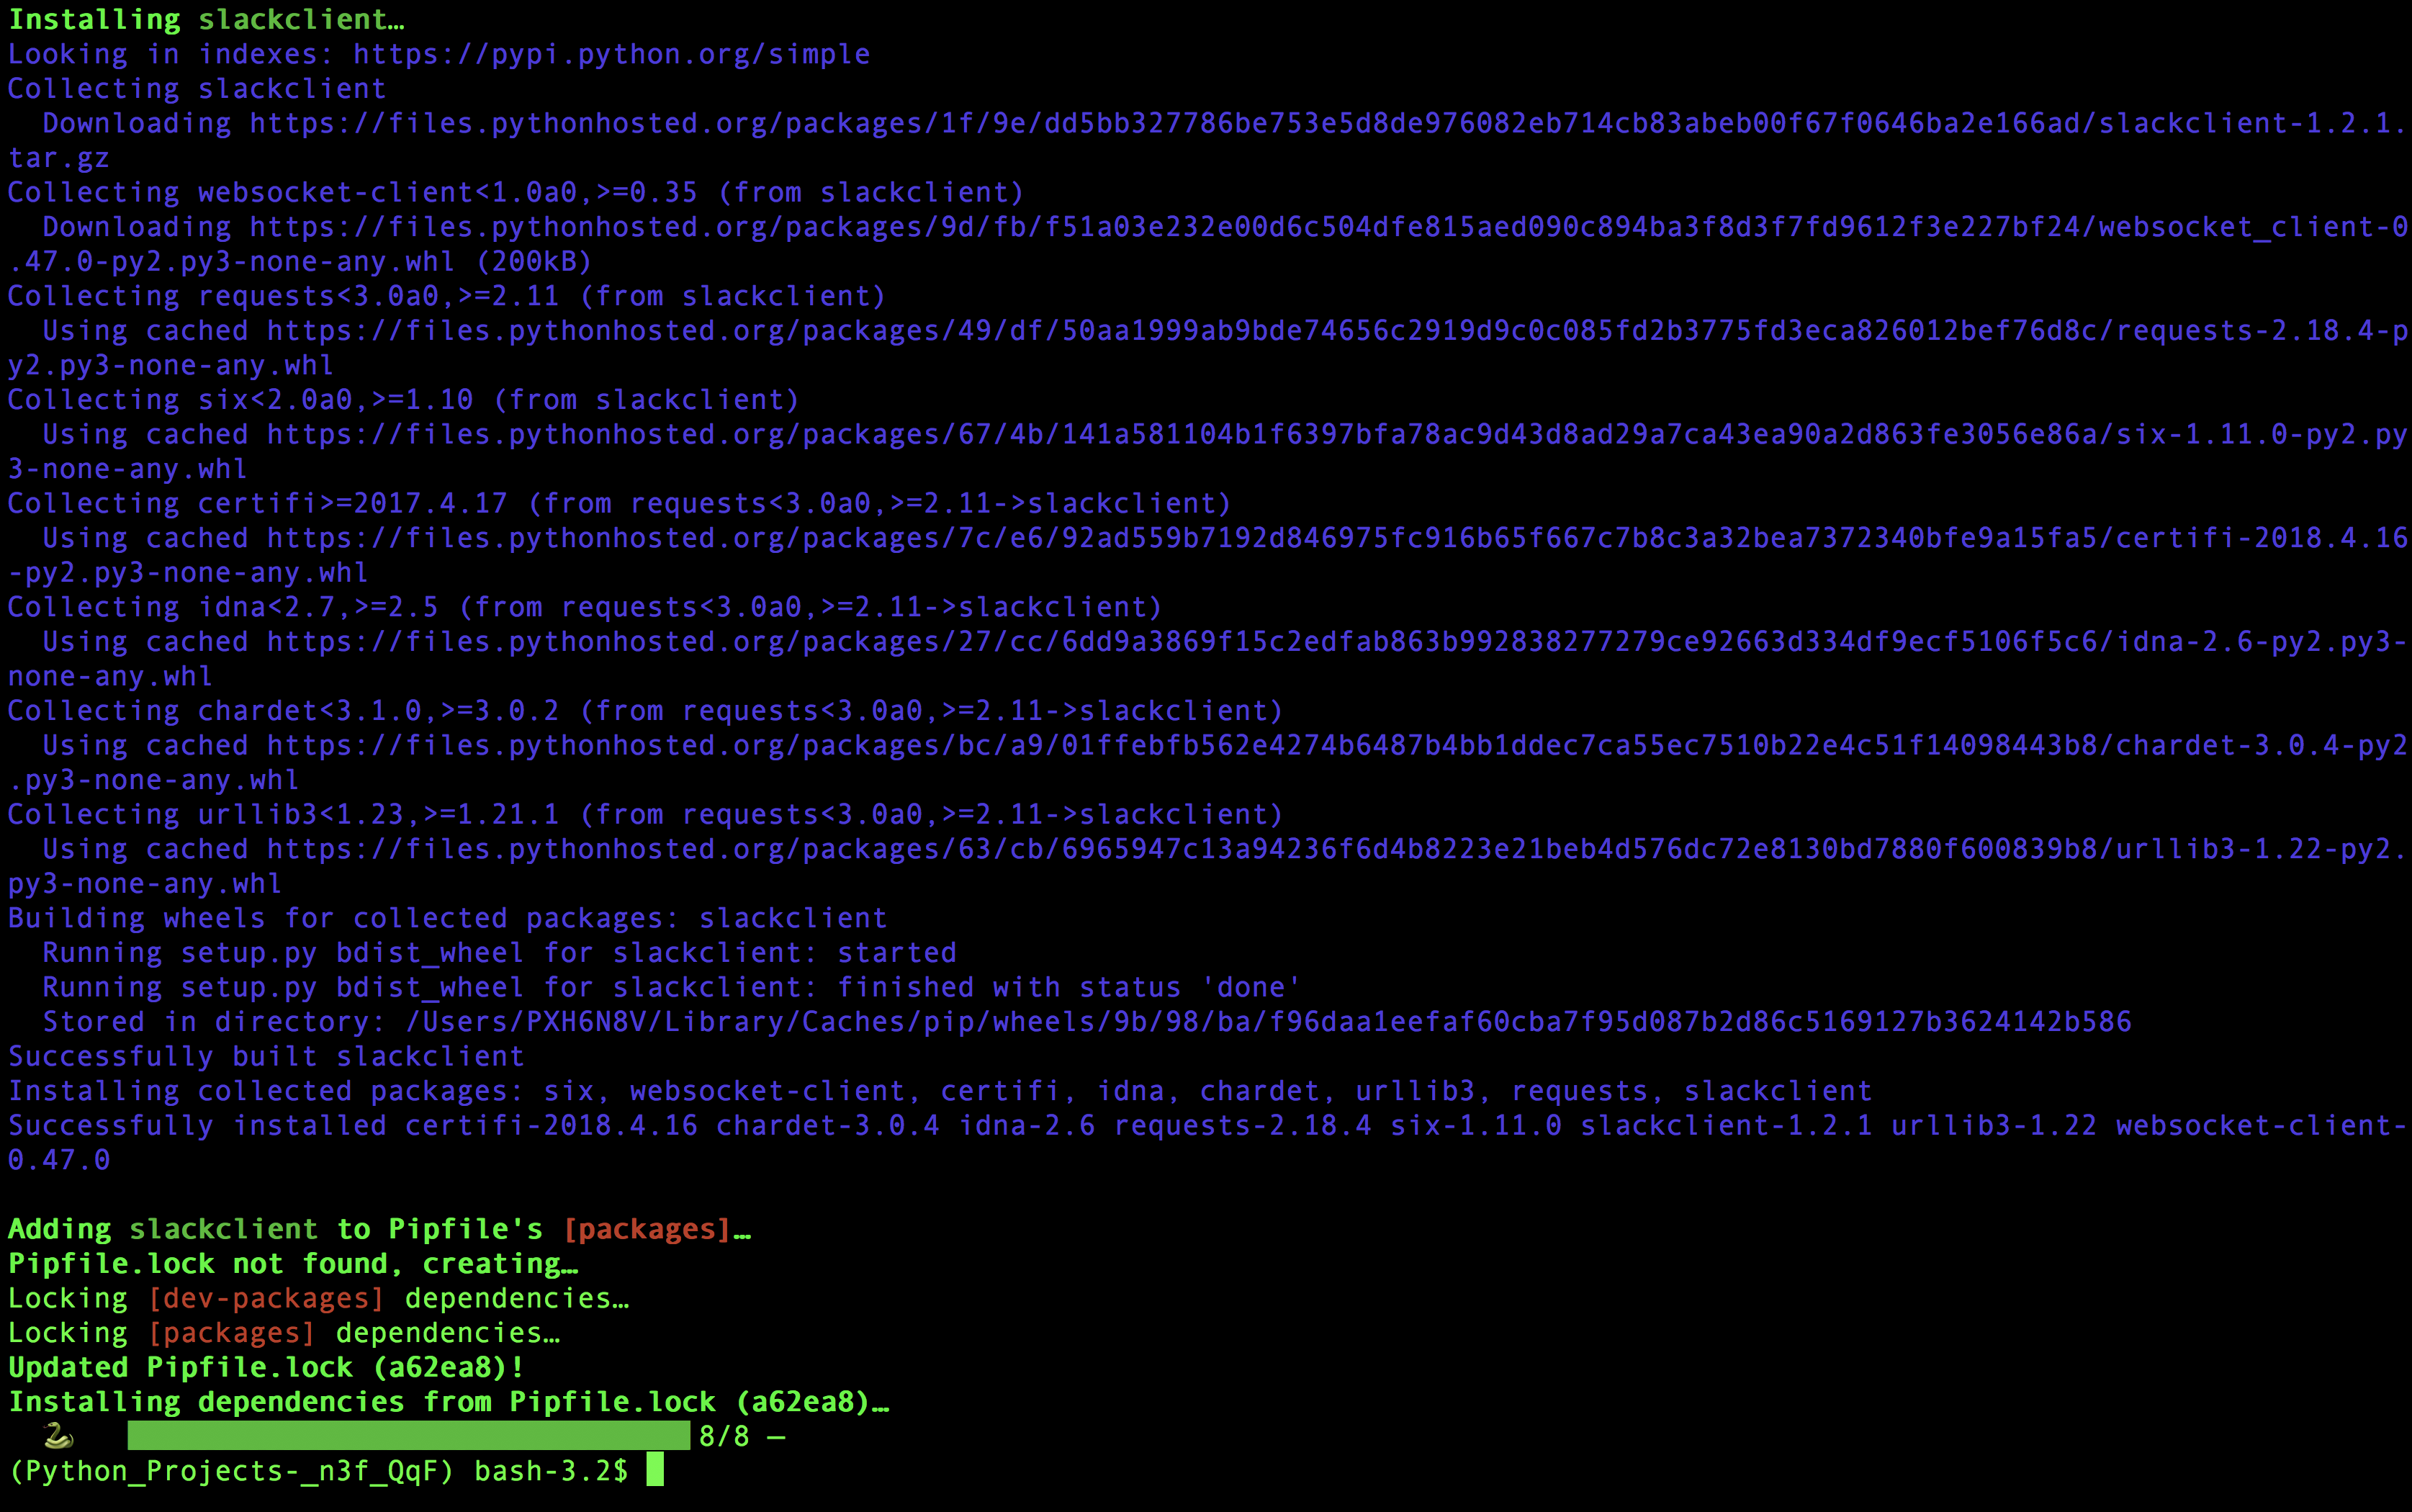 Installing slackclient…
Looking in indexes: https://pypi.python.org/simple
Collecting slackclient
  Downloading https://files.pythonhosted.org/packages/1f/9e/dd5bb327786be753e5d8de976082eb714cb83abeb00f67f0646ba2e166ad/slackclient-1.2.1.
tar.gz
Collecting websocket-client<1.0a0,>=0.35 (from slackclient)
  Downloading https://files.pythonhosted.org/packages/9d/fb/f51a03e232e00d6c504dfe815aed090c894ba3f8d3f7fd9612f3e227bf24/websocket_client-0
.47.0-py2.py3-none-any.whl (200kB)
Collecting requests<3.0a0,>=2.11 (from slackclient)
  Using cached https://files.pythonhosted.org/packages/49/df/50aa1999ab9bde74656c2919d9c0c085fd2b3775fd3eca826012bef76d8c/requests-2.18.4-p
y2.py3-none-any.whl
Collecting six<2.0a0,>=1.10 (from slackclient)
  Using cached https://files.pythonhosted.org/packages/67/4b/141a581104b1f6397bfa78ac9d43d8ad29a7ca43ea90a2d863fe3056e86a/six-1.11.0-py2.py
3-none-any.whl
Collecting certifi>=2017.4.17 (from requests<3.0a0,>=2.11->slackclient)
  Using cached https://files.pythonhosted.org/packages/7c/e6/92ad559b7192d846975fc916b65f667c7b8c3a32bea7372340bfe9a15fa5/certifi-2018.4.16
-py2.py3-none-any.whl
Collecting idna<2.7,>=2.5 (from requests<3.0a0,>=2.11->slackclient)
  Using cached https://files.pythonhosted.org/packages/27/cc/6dd9a3869f15c2edfab863b992838277279ce92663d334df9ecf5106f5c6/idna-2.6-py2.py3-
none-any.whl
Collecting chardet<3.1.0,>=3.0.2 (from requests<3.0a0,>=2.11->slackclient)
  Using cached https://files.pythonhosted.org/packages/bc/a9/01ffebfb562e4274b6487b4bb1ddec7ca55ec7510b22e4c51f14098443b8/chardet-3.0.4-py2
.py3-none-any.whl
Collecting urllib3<1.23,>=1.21.1 (from requests<3.0a0,>=2.11->slackclient)
  Using cached https://files.pythonhosted.org/packages/63/cb/6965947c13a94236f6d4b8223e21beb4d576dc72e8130bd7880f600839b8/urllib3-1.22-py2.
py3-none-any.whl
Building wheels for collected packages: slackclient
  Running setup.py bdist_wheel for slackclient: started
  Running setup.py bdist_wheel for slackclient: finished with status 'done'
  Stored in directory: /Users/PXH6N8V/Library/Caches/pip/wheels/9b/98/ba/f96daa1eefaf60cba7f95d087b2d86c5169127b3624142b586
Successfully built slackclient
Installing collected packages: six, websocket-client, certifi, idna, chardet, urllib3, requests, slackclient
Successfully installed certifi-2018.4.16 chardet-3.0.4 idna-2.6 requests-2.18.4 six-1.11.0 slackclient-1.2.1 urllib3-1.22 websocket-client-
0.47.0

Adding slackclient to Pipfile's [packages]…
Pipfile.lock not found, creating…
Locking [dev-packages] dependencies…
Locking [packages] dependencies…
Updated Pipfile.lock (a62ea8)!
Installing dependencies from Pipfile.lock (a62ea8)…
8/8 —
(Python_Projects-_n3f_QqF) bash-3.2$